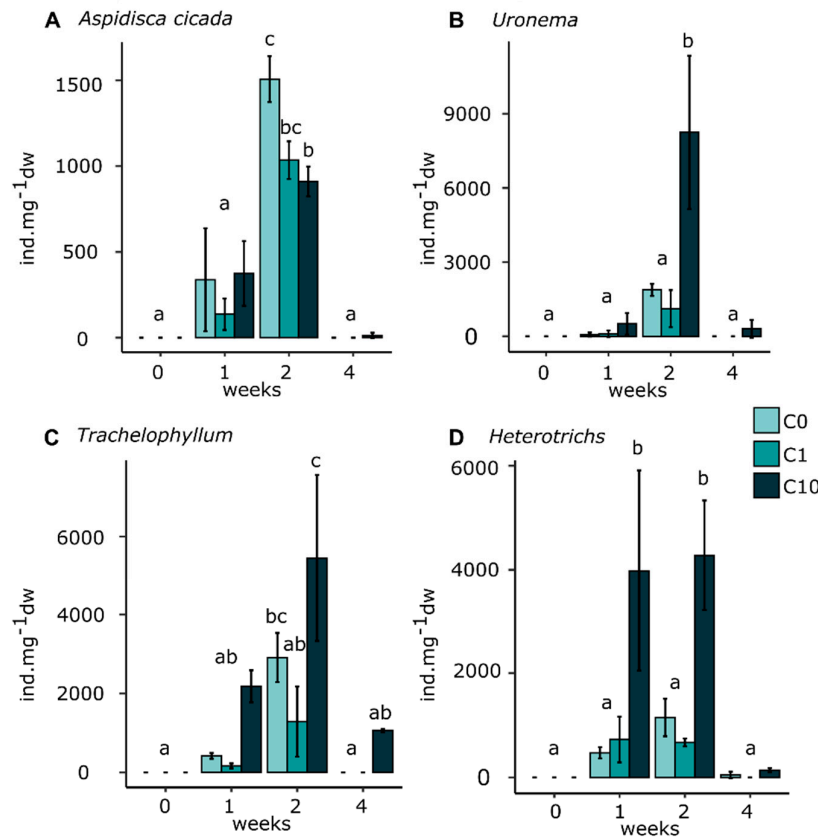 A Aspidisca cicada
ind.mg-1dw
1500
1000
500
0
c
bc
b
a
a
a
0 1 2 4
weeks
B Uronema
ind.mg-1dw
9000
6000
3000
0
b
a
a
a
a
0 1 2 4
weeks
C Trachelophyllum
ind.mg-1dw
6000
4000
2000
0
c
bc
ab
ab
ab
a
a
0 1 2 4
weeks
D Heterotrichs
ind.mg-1dw
6000
4000
2000
0
b
b
a
a
a
a
0 1 2 4
weeks
C0
C1
C10